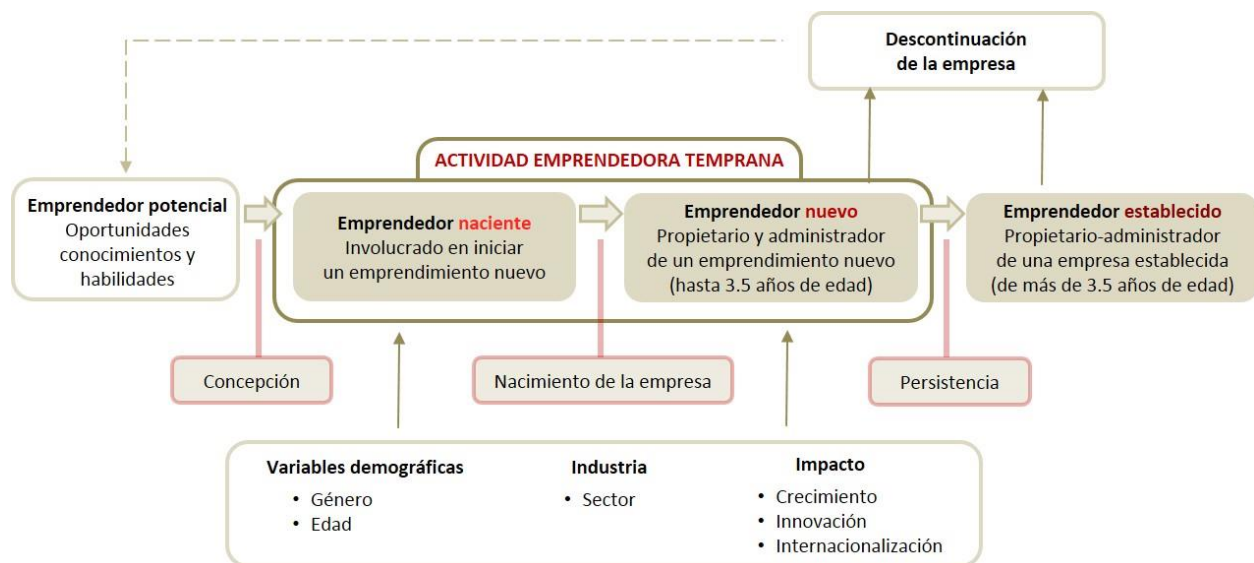 Descontinuación
de la empresa
ACTIVIDAD EMPRENDEDORA TEMPRANA
Emprendedor potencial
Oportunidades
conocimientos y
habilidades
Emprendedor naciente
Involucrado en iniciar
un emprendimiento nuevo
Emprendedor nuevo
Propietario y administrador
de un emprendimiento nuevo
(hasta 3.5 años de edad)
Emprendedor establecido
Propietario-administrador
de una empresa establecida
(de más de 3.5 años de edad)
Concepción
Nacimiento de la empresa
Persistencia
Variables demográficas
• Género
• Edad
Industria
• Sector
Impacto
• Crecimiento
• Innovación
• Internacionalización